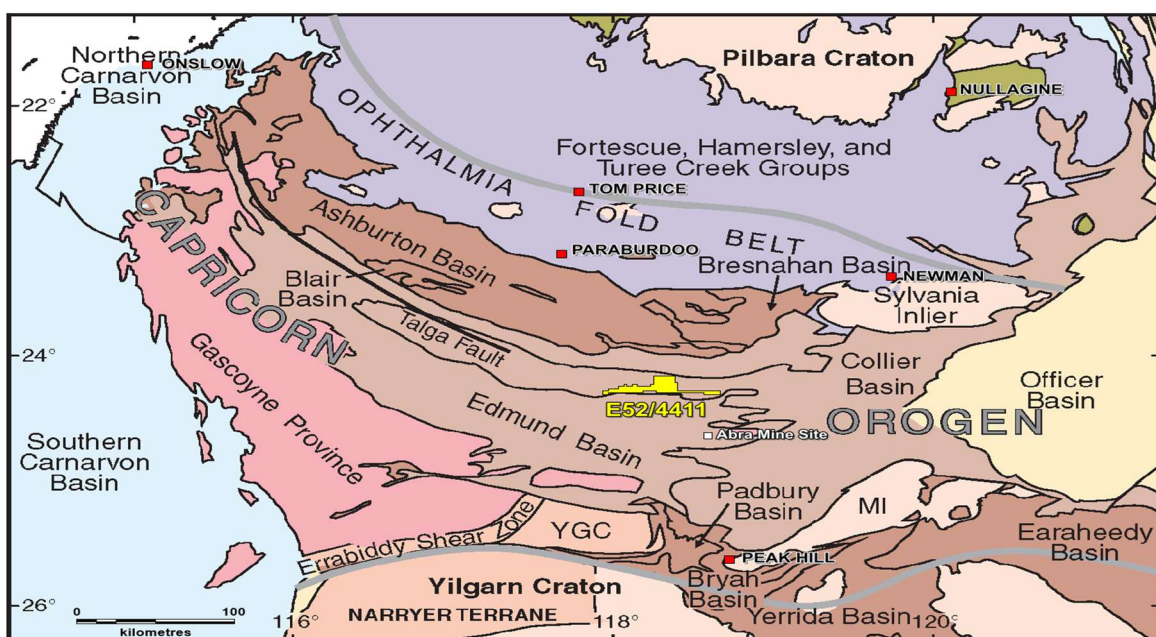 Northern
Carnarvon
Basin
ONSLOW
Pilbara Craton
NULLAGINE
22°
OPHTHALMIA
FOLD
BELT
Fortescue, Hamersley, and
Turee Creek Groups
TOM PRICE
PARABURDOO
Ashburton Basin
Bresnahan Basin
NEWMAN
Sylvania
Inlier
CAPRICORN
Blair
Basin
Talga Fault
24°
Gascoyne Province
Collier
Basin
Officer
Basin
E52/4411
Edmund Basin
OROGEN
Abra Mine Site
Southern
Carnarvon
Basin
Padbury
Basin
MI
Errabiddy Shear Zone
YGC
Earaheedy
Basin
PEAK HILL
Yilgarn Craton
Bryah
Basin
26°
NARRYER TERRANE
Yerrida Basin
0
100
kilometres
116°
118°
120°